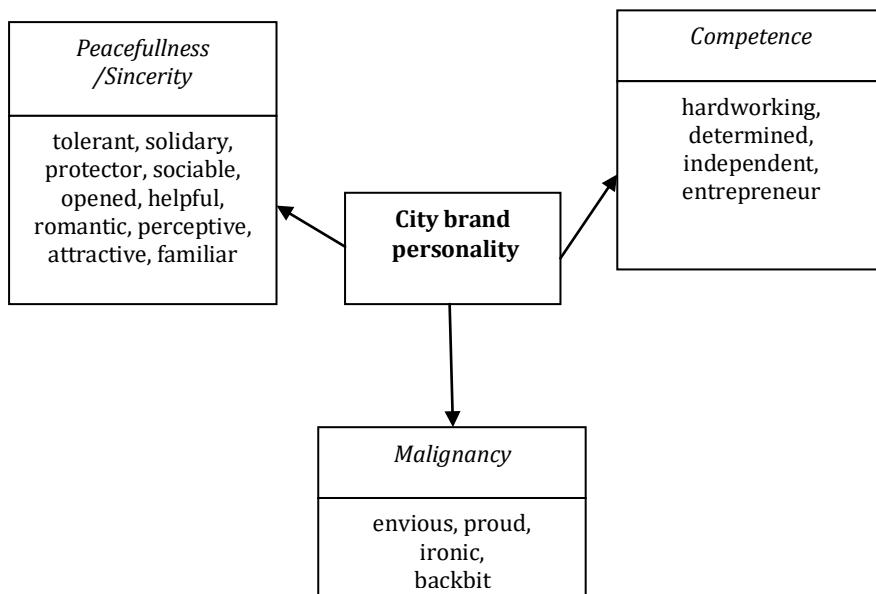 Peacefullness
/Sincerity
tolerant, solidary,
protector, sociable,
opened, helpful,
romantic, perceptive,
attractive, familiar
City brand
personality
Competence
hardworking,
determined,
independent,
entrepreneur
Malignancy
envious, proud,
ironic,
backbit